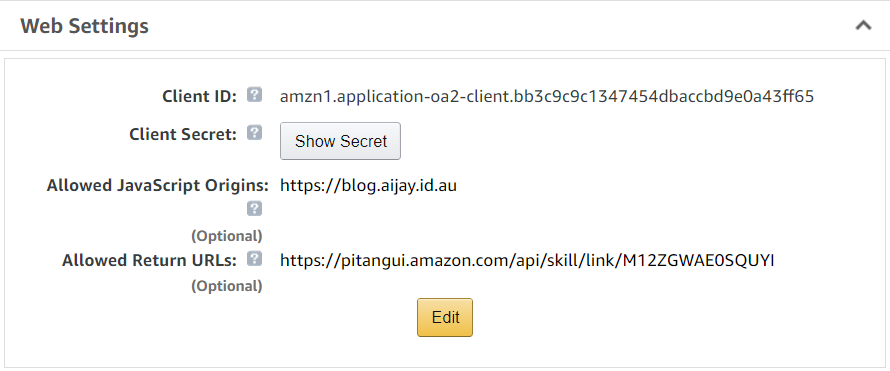 Web Settings
Client ID: ? amzn1.application-oa2-client.bb3c9c9c1347454dbaccbd9e0a43ff65
Client Secret: ? Show Secret
Allowed JavaScript Origins: https://blog.aijay.id.au
?
(Optional)
Allowed Return URLs: ? https://pitangui.amazon.com/api/skill/link/M12ZGWAE0SQUYI
(Optional)
Edit